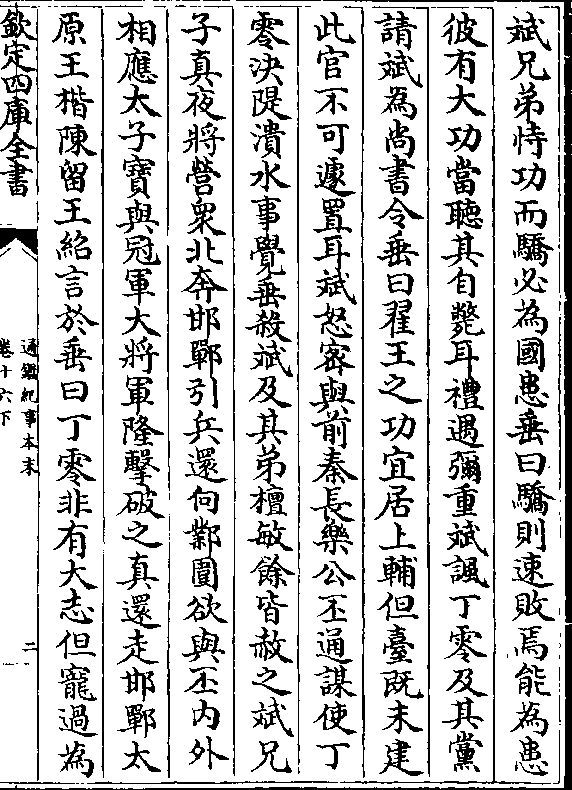 斌兄弟恃功而驕必為國患垂曰驕則速敗焉能為患
彼有大功當聽其自斃耳禮遇彌重斌諷丁零及其黨
請斌為尚書令垂曰翟王之功宜居上輔但臺既未建
此官不可遽置耳斌怒密與前秦長樂公丕通謀使丁
零決隄潰水事覺垂殺斌及其弟檀敏餘皆赦之斌兄
子真夜將營衆北奔邯鄲引兵還向鄴圍欲與丕内外
相應太子寶與冠軍大將軍隆擊破之真還走邯鄲太
原王楷陳留王紹言於垂曰丁零非有大志但寵過為
欽定四庫全書
通鑑紀事本末
卷十六下
二